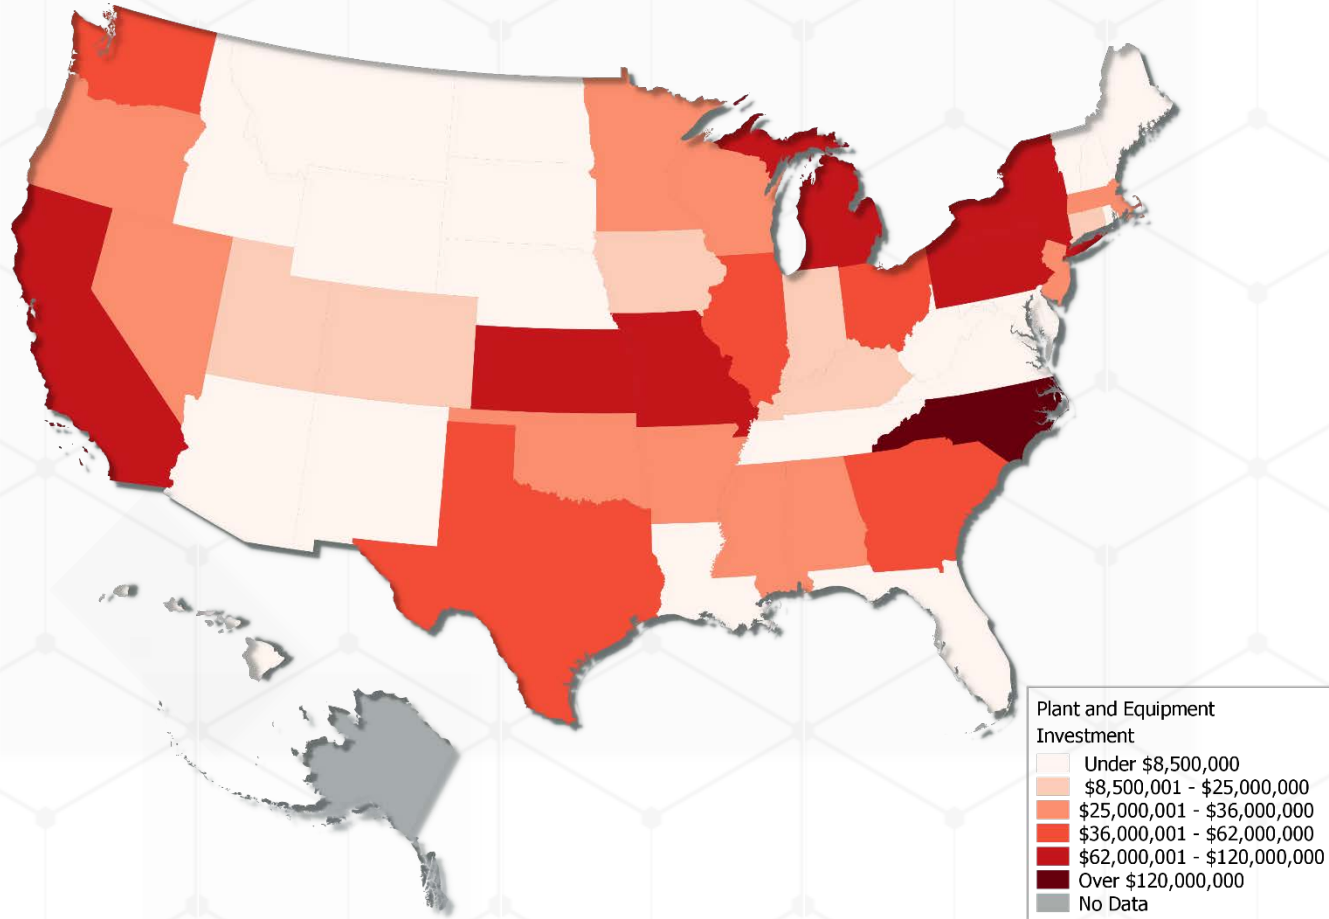 Plant and Equipment
Investment
Under $8,500,000
$8,500,001 - $25,000,000
$25,000,001 - $36,000,000
$36,000,001 - $62,000,000
$62,000,001 - $120,000,000
Over $120,000,000
No Data